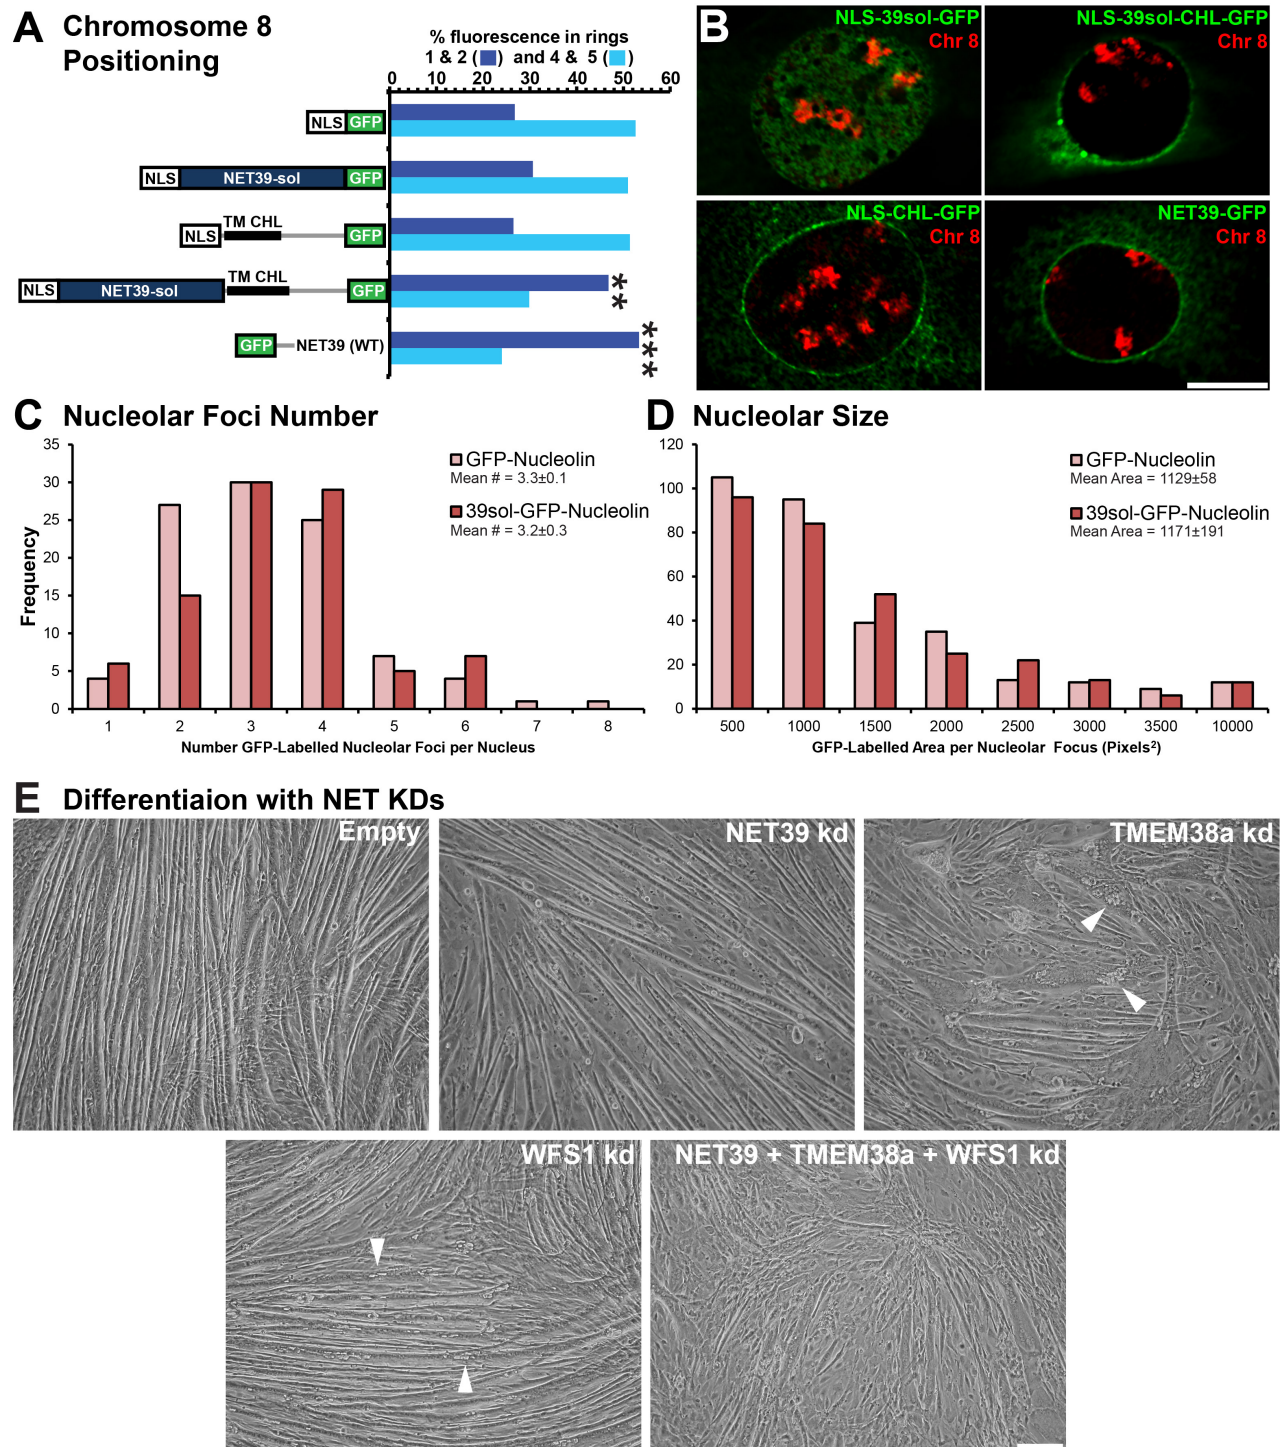 A Chromosome 8
Positioning
% fluorescence in rings
1 & 2 ( ) and 4 & 5 ( )
0 10 20 30 40 50 60
NLS GFP
NLS NET39-sol GFP
NLS TM CHL GFP
NLS NET39-sol TM CHL GFP
GFP NET39 (WT)
*
*
*
*
*
B
NLS-39sol-GFP
Chr 8
NLS-39sol-CHL-GFP
Chr 8
NLS-CHL-GFP
Chr 8
NET39-GFP
Chr 8
C Nucleolar Foci Number
35
30
25
20
15
10
5
0
Frequency
GFP-Nucleolin
Mean # = 3.3±0.1
39sol-GFP-Nucleolin
Mean # = 3.2±0.3
1 2 3 4 5 6 7 8
Number GFP-Labelled Nucleolar Foci per Nucleus
D Nucleolar Size
120
100
80
60
40
20
0
GFP-Nucleolin
Mean Area = 1129±58
39sol-GFP-Nucleolin
Mean Area = 1171±191
500 1000 1500 2000 2500 3000 3500 10000
GFP-Labelled Area per Nucleolar Focus (Pixels²)
E Differentiaion with NET KDs
Empty
NET39 kd
TMEM38a kd
WFS1 kd
NET39 + TMEM38a + WFS1 kd